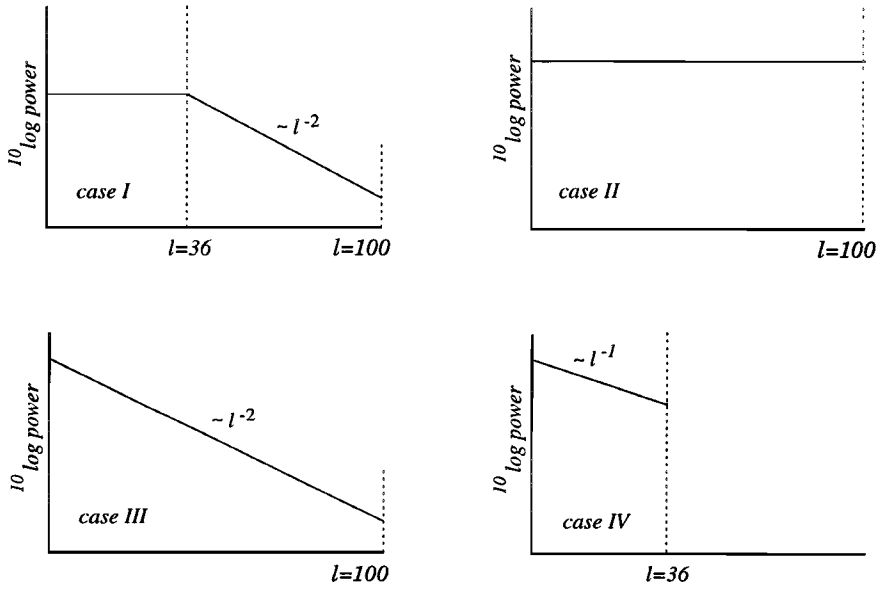 10 log power
case I
~ l -2
l=36
l=100
10 log power
case II
l=100
10 log power
case III
~ l -2
l=100
10 log power
case IV
~ l -1
l=36